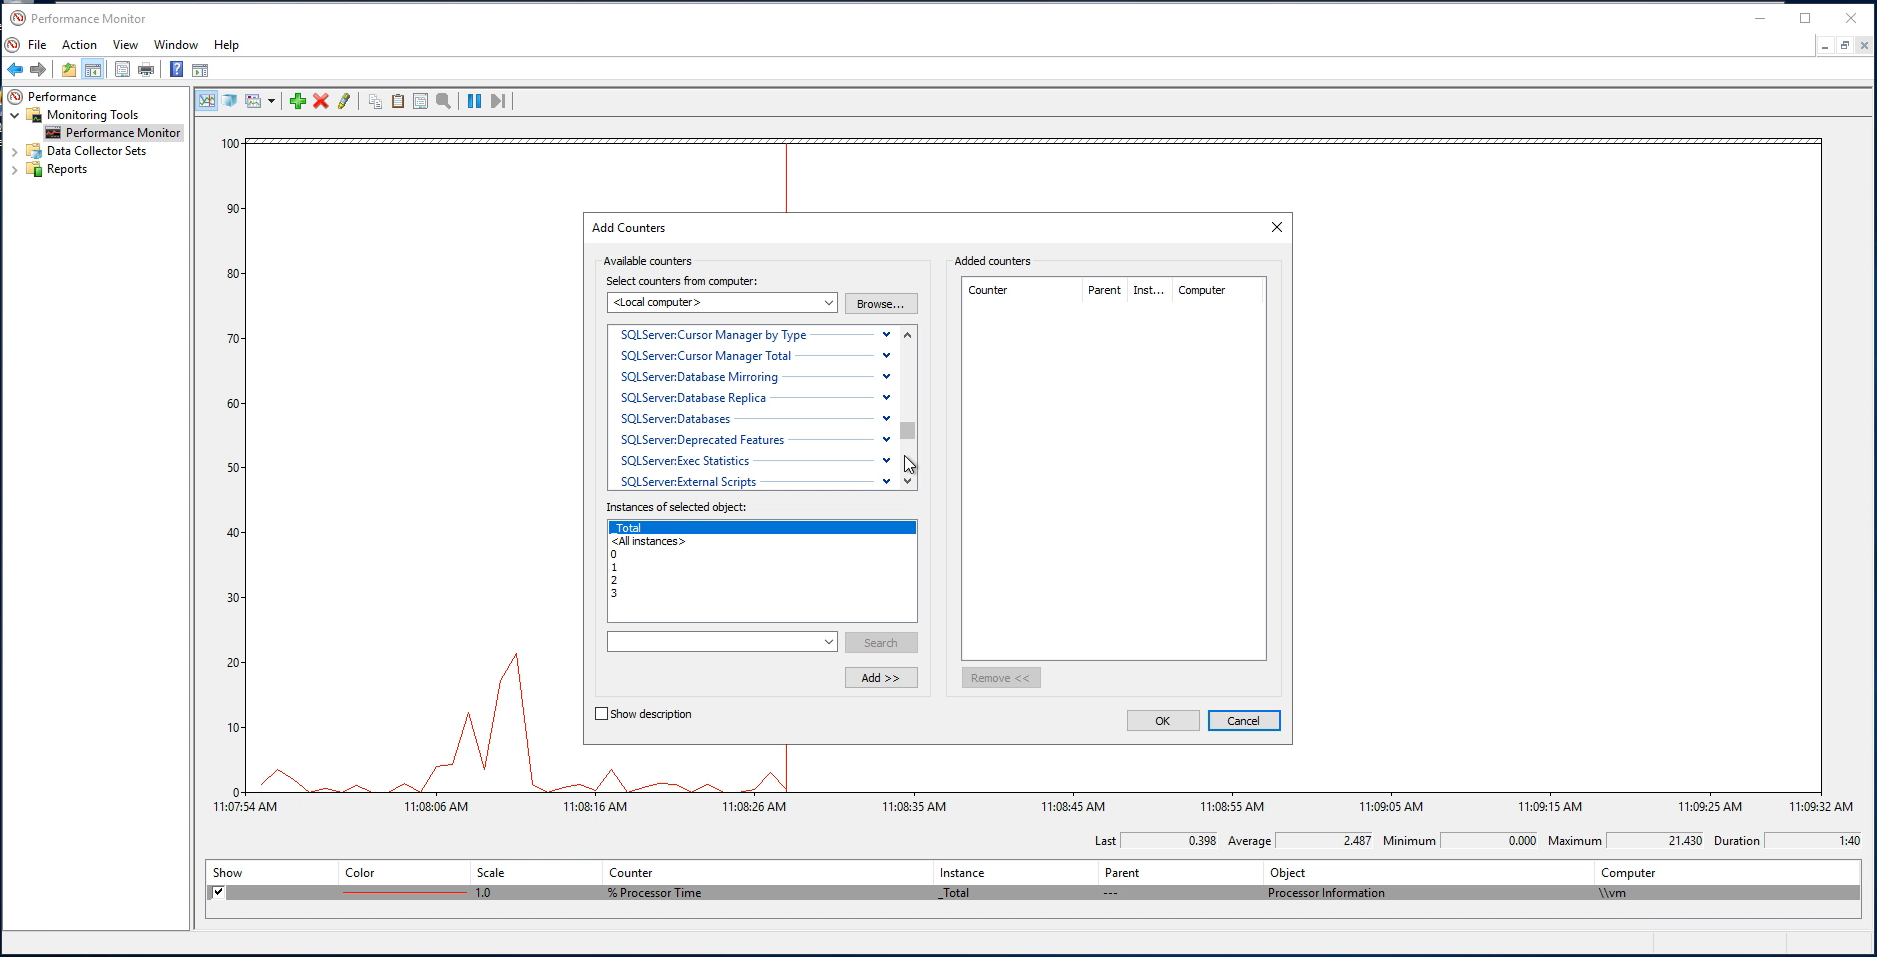 Performance Monitor
File Action View Window Help
Performance
Monitoring Tools
Performance Monitor
Data Collector Sets
Reports
100
90
80
70
60
50
40
30
20
10
0
11:07:54 AM 11:08:06 AM 11:08:16 AM 11:08:26 AM 11:08:35 AM 11:08:45 AM 11:08:55 AM 11:09:05 AM 11:09:15 AM 11:09:25 AM 11:09:32 AM
Add Counters
Available counters
Select counters from computer:
<Local computer>
Browse...
SQLServer:Cursor Manager by Type
SQLServer:Cursor Manager Total
SQLServer:Database Mirroring
SQLServer:Database Replica
SQLServer:Databases
SQLServer:Deprecated Features
SQLServer:Exec Statistics
SQLServer:External Scripts
Instances of selected object:
_Total
<All instances>
0
1
2
3
Search
Add >>
Show description
Added counters
Counter Parent Inst... Computer
Remove <<
OK Cancel
Last 0.398 Average 2.487 Minimum 0.000 Maximum 21.430 Duration 1:40
Show Color Scale Counter Instance Parent Object Computer
1.0 % Processor Time _Total --- Processor Information \\vm